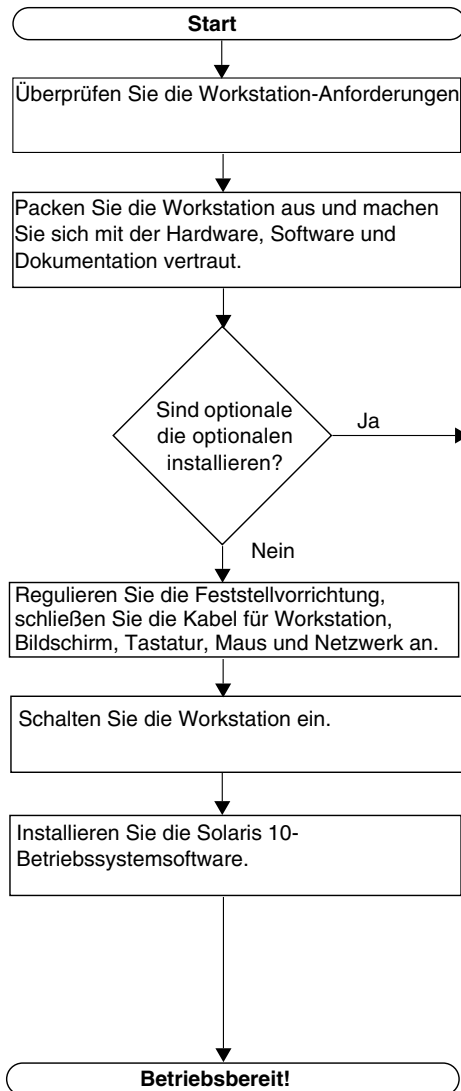 Start
Überprüfen Sie die Workstation-Anforderungen
Packen Sie die Workstation aus und machen
Sie sich mit der Hardware, Software und
Dokumentation vertraut.
Sind optionale
die optionalen
installieren?
Ja
Nein
Regulieren Sie die Feststellvorrichtung,
schließen Sie die Kabel für Workstation,
Bildschirm, Tastatur, Maus und Netzwerk an.
Schalten Sie die Workstation ein.
Installieren Sie die Solaris 10-
Betriebssystemsoftware.
Betriebsbereit!